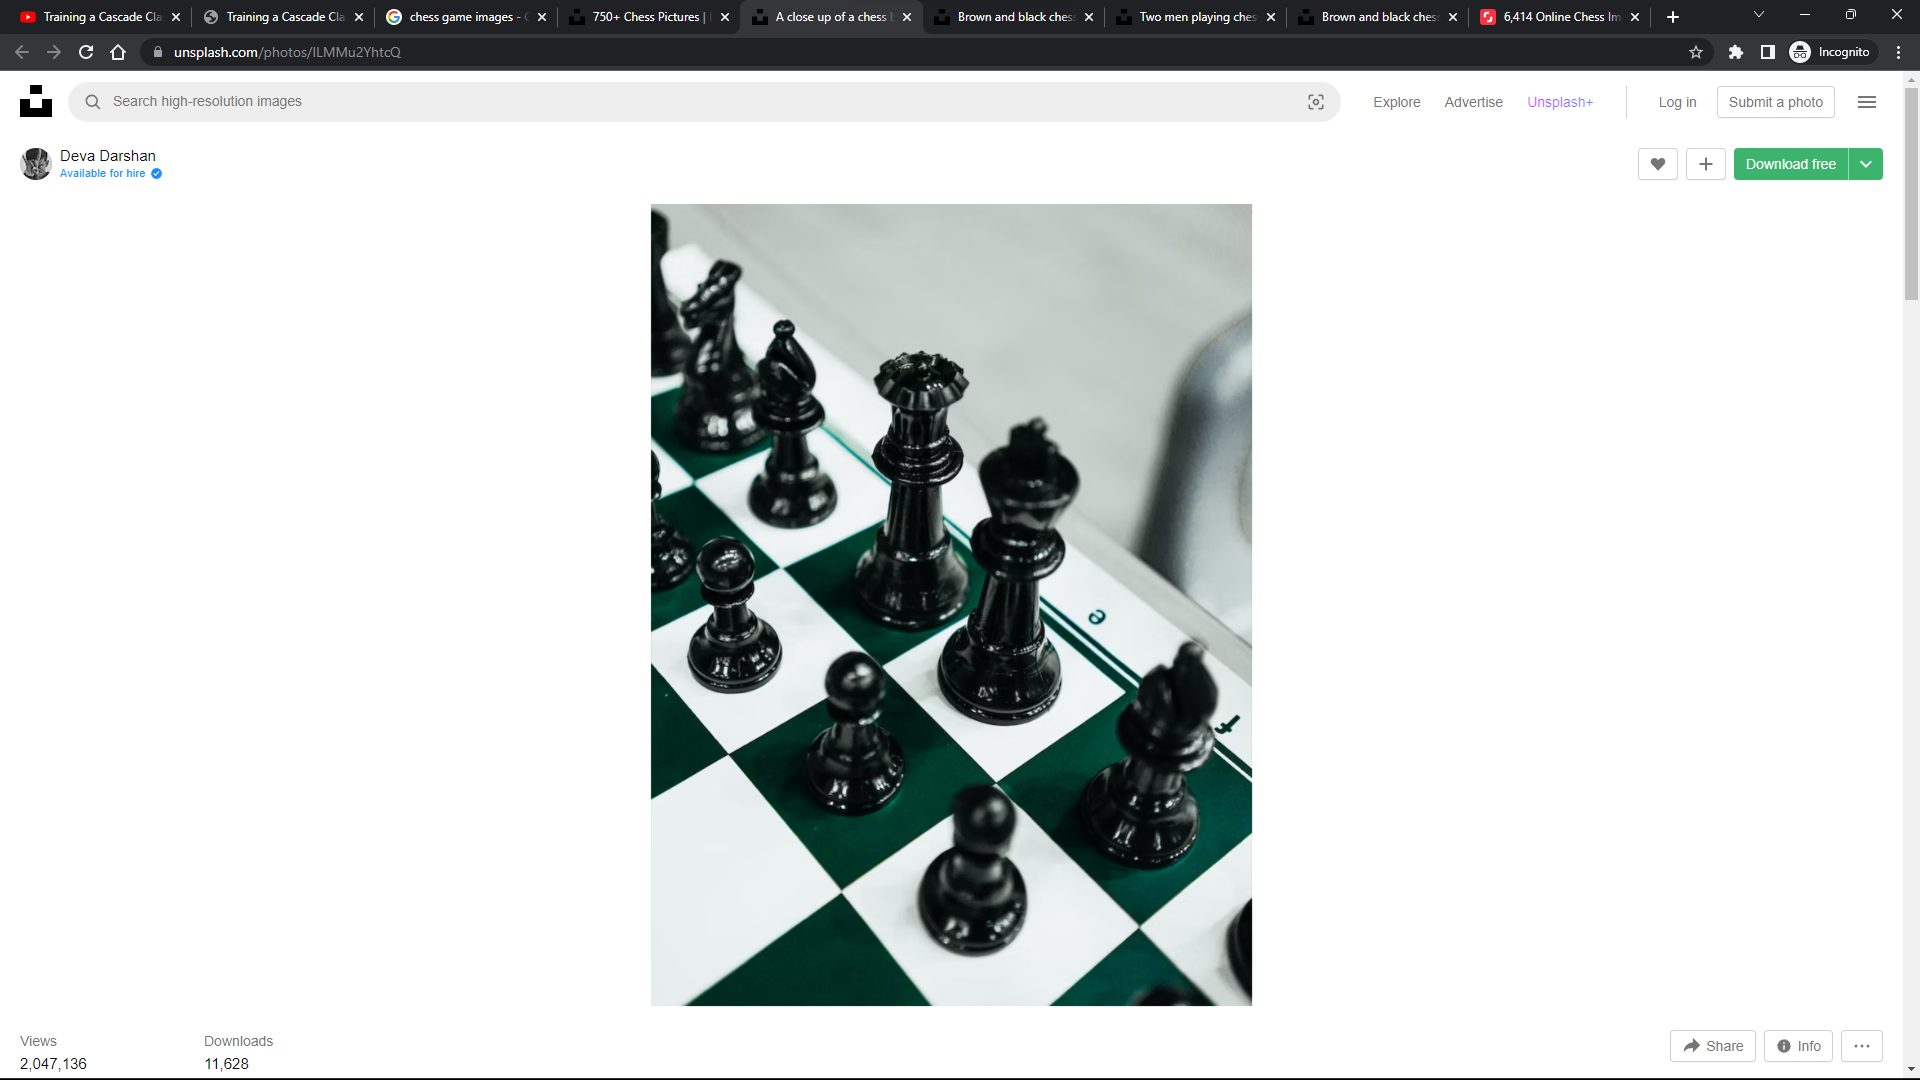 Training a Cascade Cla
Training a Cascade Cla
chess game images - G
750+ Chess Pictures |
A close up of a chess b
Brown and black chess
Two men playing ches
Brown and black chess
6,414 Online Chess Im
unsplash.com/photos/lLMMu2YhtcQ
Incognito
Search high-resolution images
Explore
Advertise
Unsplash+
Log in
Submit a photo
Deva Darshan
Available for hire
Download free
e
f
Views
Downloads
2,047,136
11,628
Share
Info